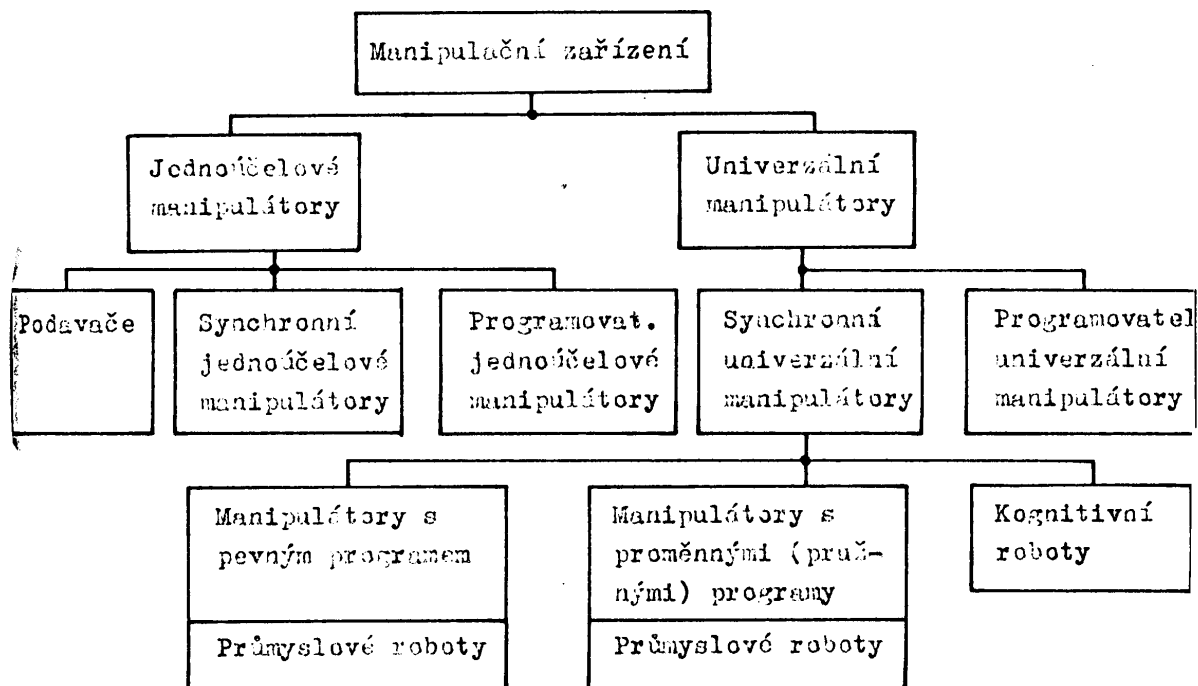 Manipulační zařízení
Jednoúčelové
manipulátory
Univerzální
manipulátory
Podavače
Synchronní
jednoúčelové
manipulátory
Programovat.
jednoúčelové
manipulátory
Synchronní
univerzální
manipulátory
Programovatel
univerzální
manipulátory
Manipulátory s
pevným programem
Průmyslové roboty
Manipulátory s
proměnnými (pruž-
nými) programy
Průmyslové roboty
Kognitivní
roboty